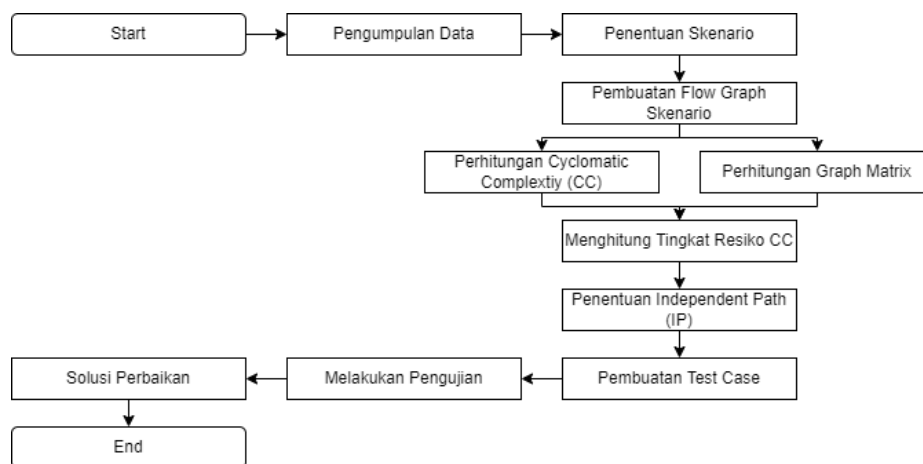 Start
Pengumpulan Data
Penentuan Skenario
Pembuatan Flow Graph
Skenario
Perhitungan Cyclomatic
Complextiy (CC)
Perhitungan Graph Matrix
Menghitung Tingkat Resiko CC
Penentuan Independent Path
(IP)
Pembuatan Test Case
Melakukan Pengujian
Solusi Perbaikan
End